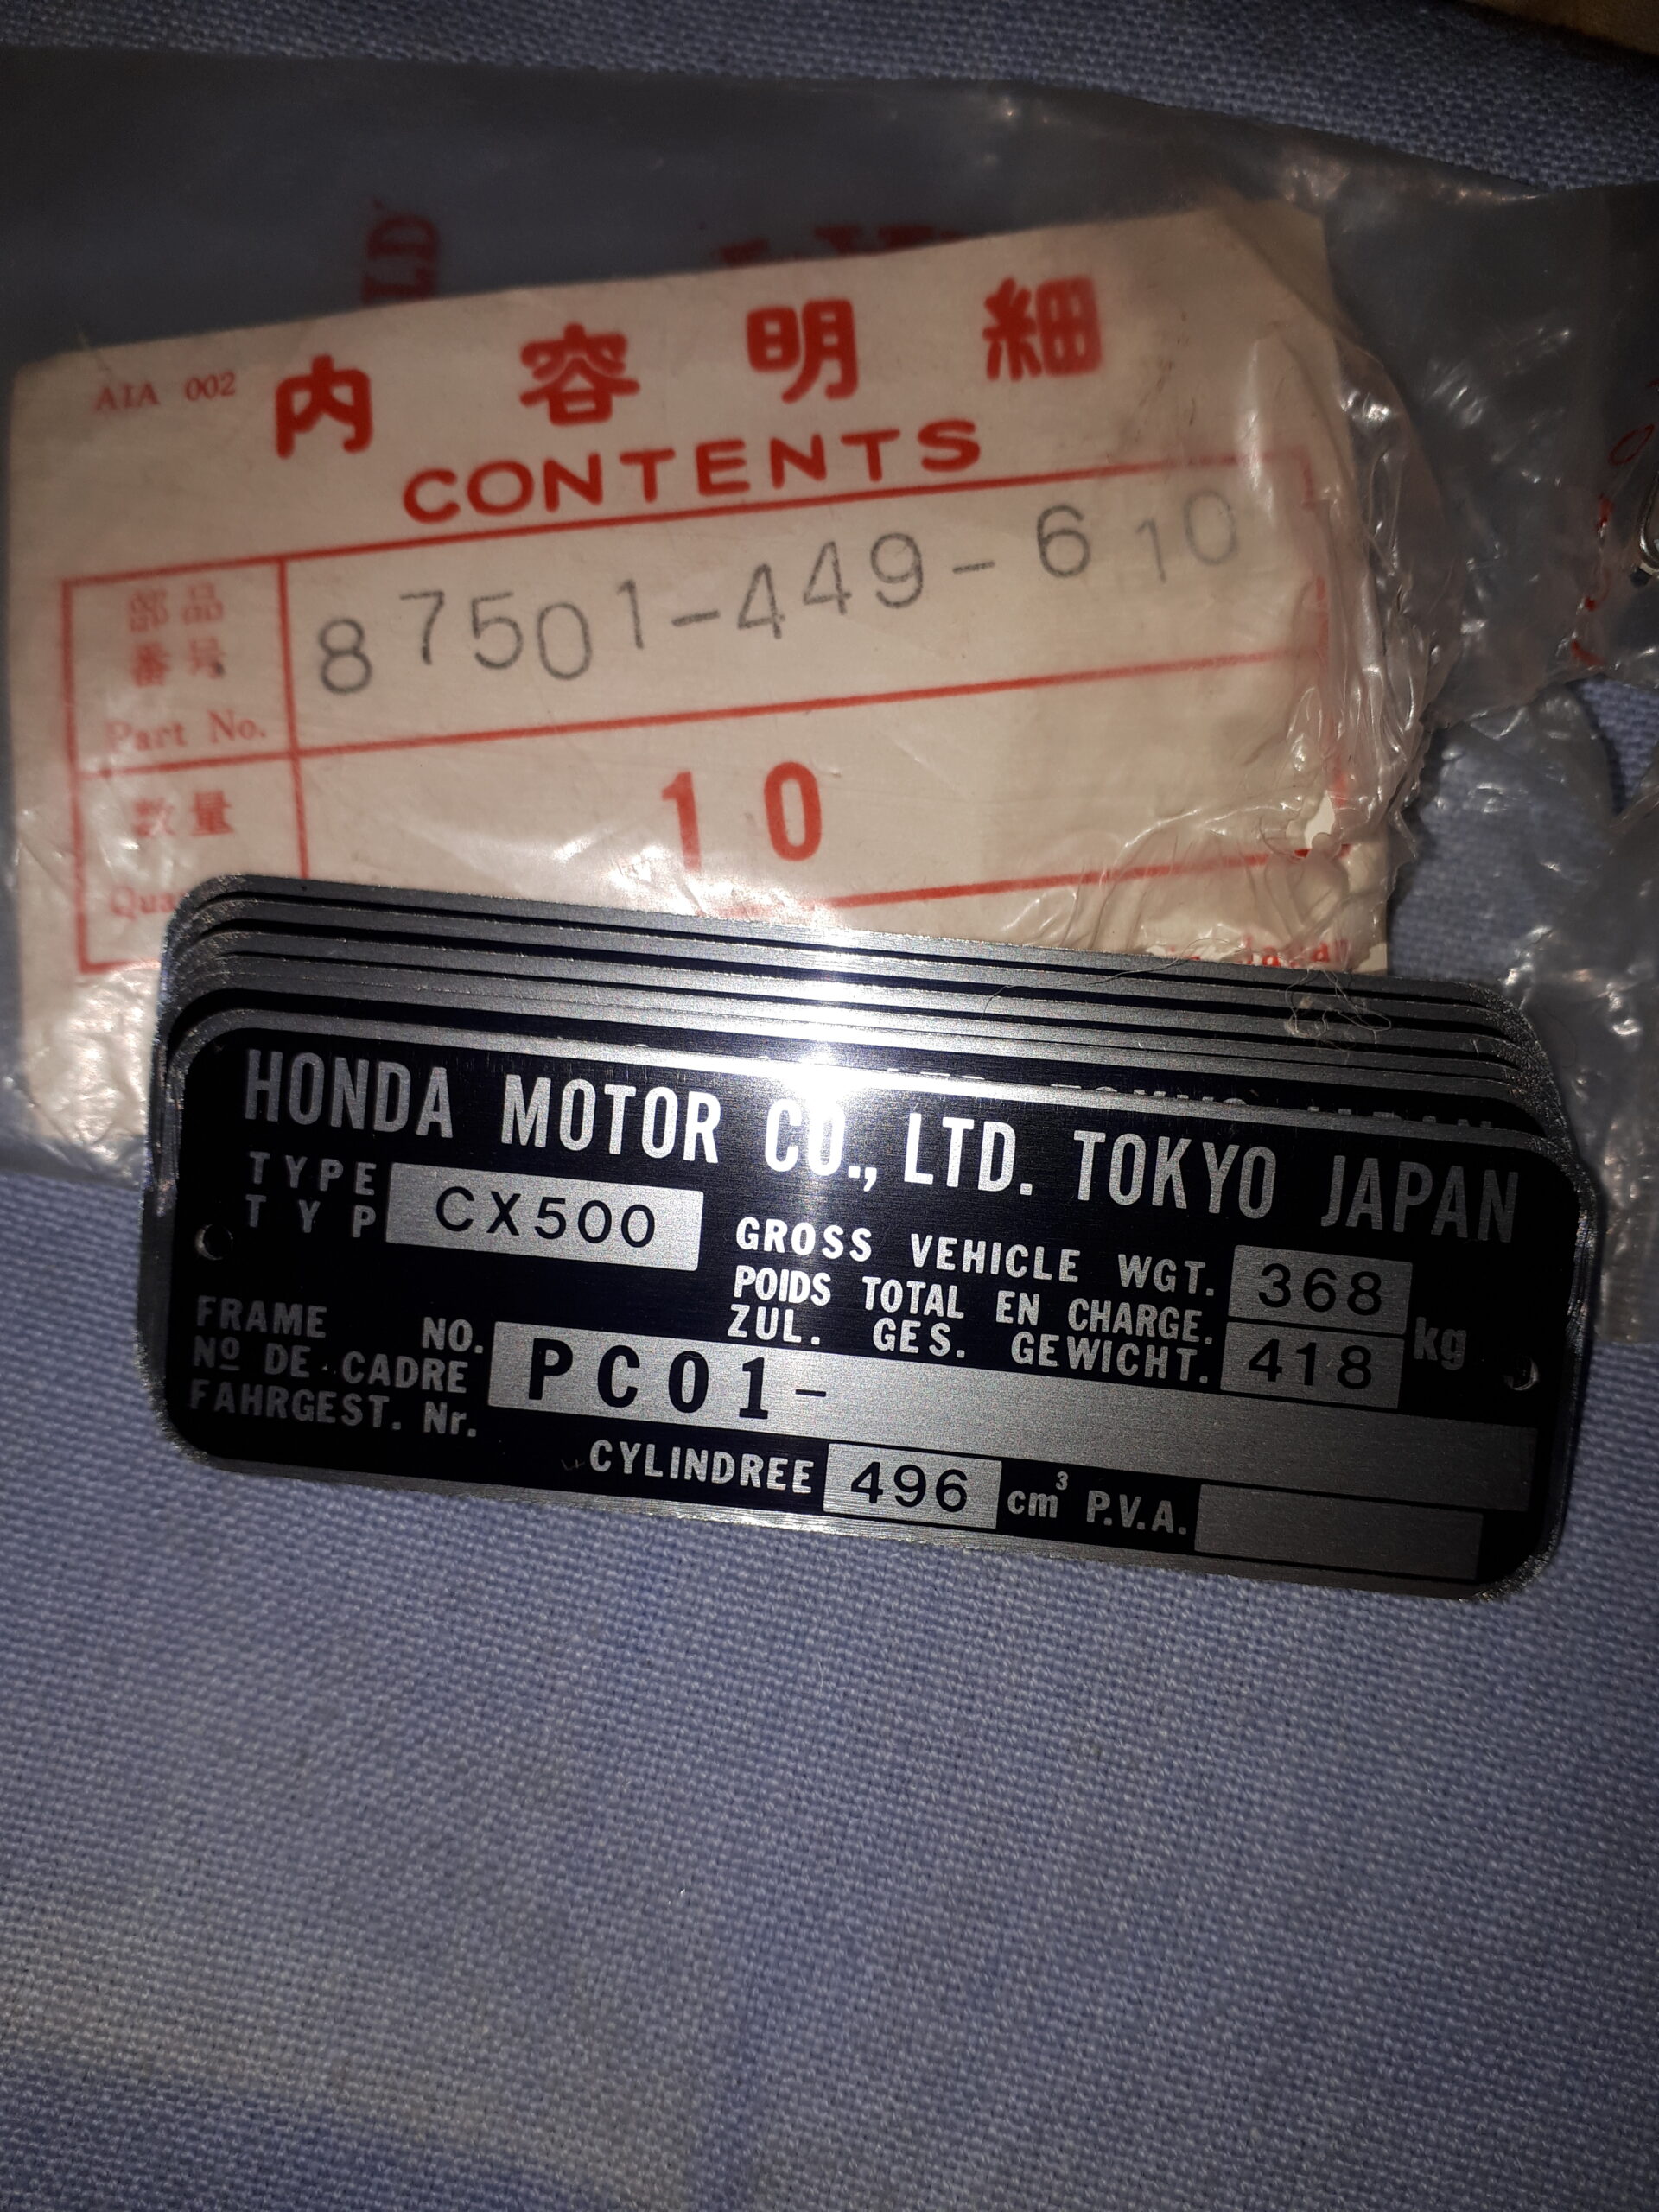 LD
AIA 002
内容明細
CONTENTS
部品
番号
Part No.
87501-449-610
数量
10
HONDA MOTOR CO., LTD. TOKYO JAPAN
TYPE
TYP
CX500
GROSS VEHICLE WGT. 368
POIDS TOTAL EN CHARGE.
ZUL. GES. GEWICHT. 418
kg
FRAME NO.
Nº DE CADRE
FAHRGEST. Nr.
PC01-
CYLINDREE 496 cm³ P.V.A.